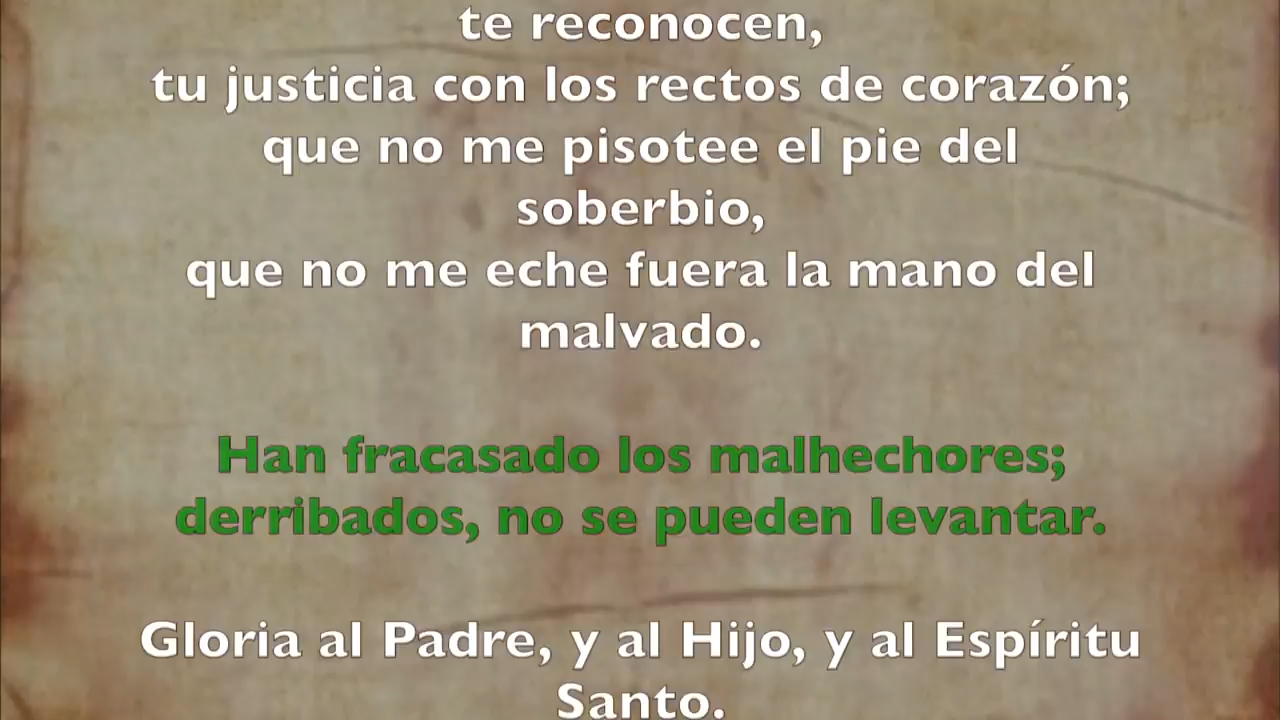 te reconocen,
tu justicia con los rectos de corazón;
que no me pisotee el pie del
soberbio,
que no me eche fuera la mano del
malvado.
Han fracasado los malhechores;
derribados, no se pueden levantar.
Gloria al Padre, y al Hijo, y al Espíritu
Santo.